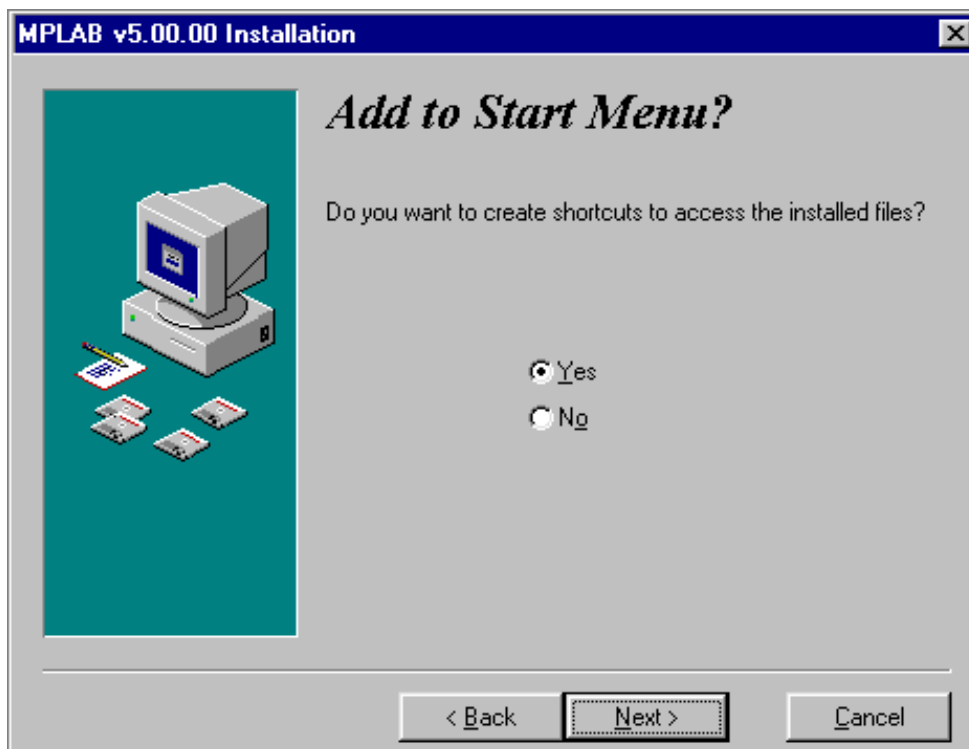 MPLAB v5.00.00 Installation
Add to Start Menu?
Do you want to create shortcuts to access the installed files?
Yes
No
< Back Next > Cancel